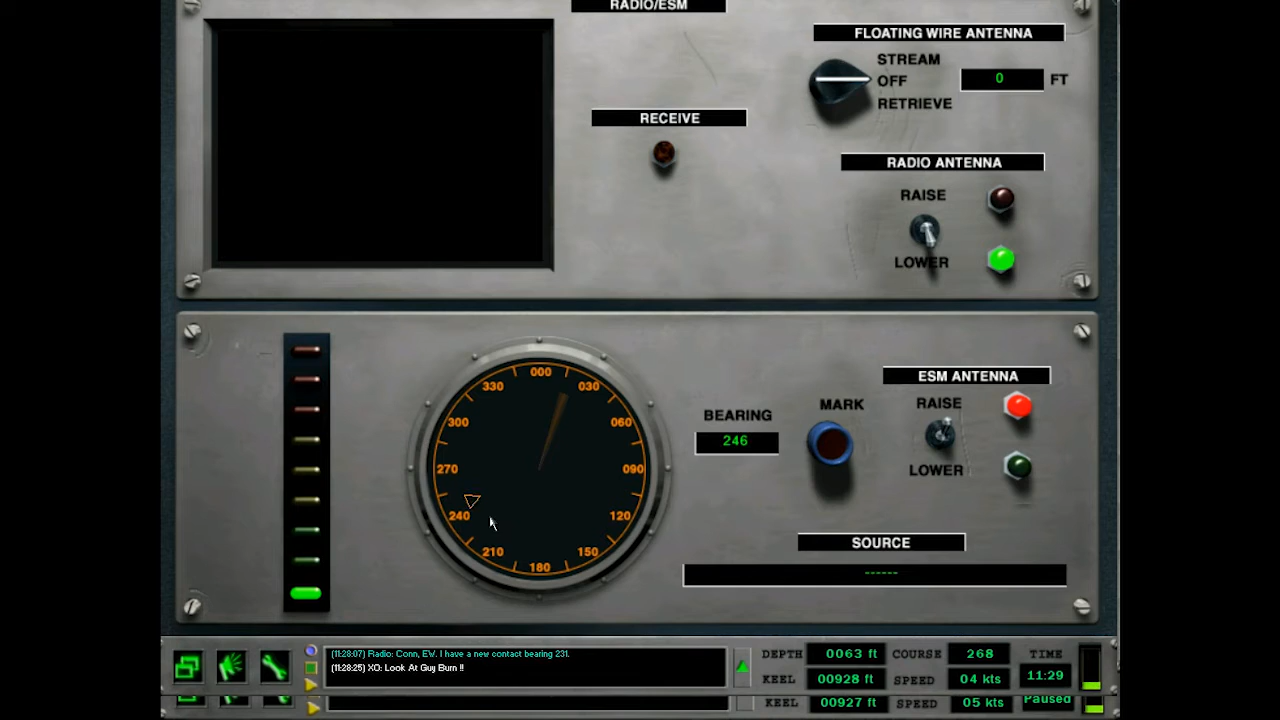 RADIO/ESM
FLOATING WIRE ANTENNA
STREAM
OFF
RETRIEVE
0 FT
RECEIVE
RADIO ANTENNA
RAISE
LOWER
000
030
060
090
120
150
180
210
240
270
300
330
BEARING
246
MARK
ESM ANTENNA
RAISE
LOWER
SOURCE
------
(11:28:07) Radio: Conn, EW. I have a new contact bearing 231.
(11:28:25) XO: Look At Guy Burn !!
DEPTH 0063 ft COURSE 268 TIME
KEEL 00928 ft SPEED 04 kts 11:29
KEEL 00927 ft SPEED 05 kts Paused